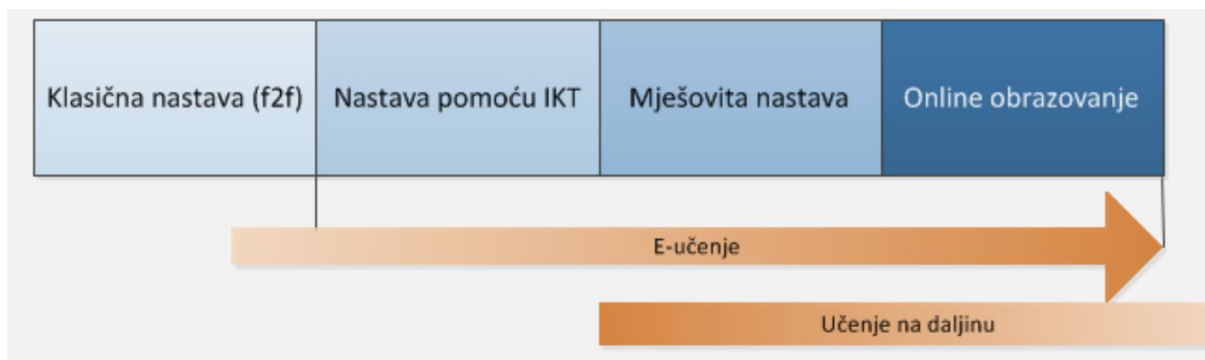 Klasična nastava (f2f)
Nastava pomoću IKT
Mješovita nastava
Online obrazovanje
E-učenje
Učenje na daljinu